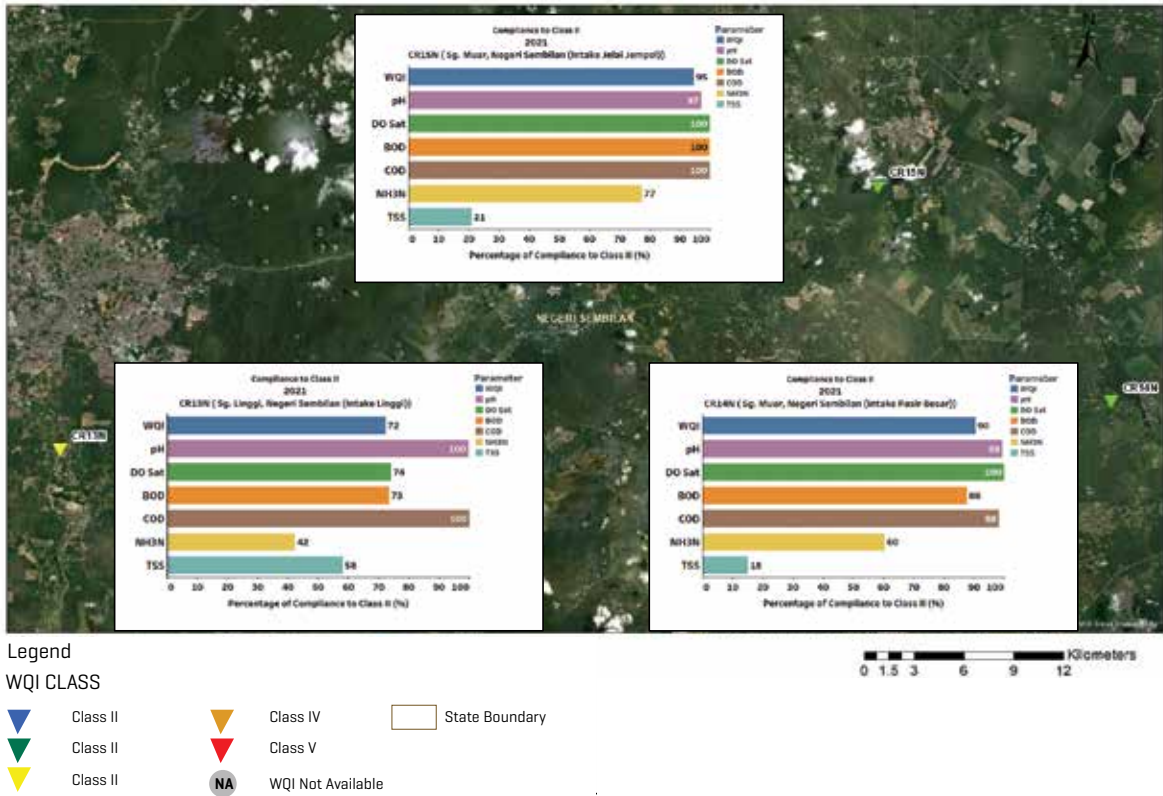 Compliance to Class II
2021
CR15N ( Sg. Muar, Negeri Sembilan (Intake Jelai Jempol))
Parameter
WQI
pH
DO Sat
BOD
COD
NH3N
TSS
WQI 95
pH 97
DO Sat 100
BOD 100
COD 100
NH3N 77
TSS 21
0 10 20 30 40 50 60 70 80 90 100
Percentage of Compliance to Class III (%)
CR15N
NEGERI SEMBILAN
CR13N
Compliance to Class II
2021
CR13N ( Sg. Linggi, Negeri Sembilan (Intake Linggi))
Parameter
WQI
pH
DO Sat
BOD
COD
NH3N
TSS
WQI 72
pH 100
DO Sat 74
BOD 73
COD 100
NH3N 42
TSS 58
0 10 20 30 40 50 60 70 80 90 100
Percentage of Compliance to Class II (%)
Compliance to Class II
2021
CR14N ( Sg. Muar, Negeri Sembilan (Intake Pasir Besar))
Parameter
WQI
pH
DO Sat
BOD
COD
NH3N
TSS
WQI 90
pH
DO Sat 100
BOD
COD
NH3N 60
TSS 18
0 10 20 30 40 50 60 70 80 90 100
Percentage of Compliance to Class III (%)
Legend
WQI CLASS
Class II
Class II
Class II
Class IV
Class V
NA WQI Not Available
State Boundary
Kilometers
0 1.5 3 6 9 12